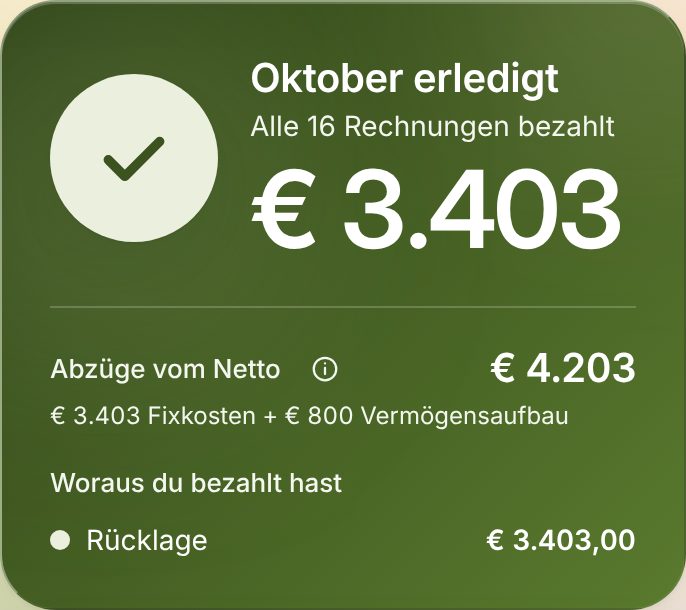 Oktober erledigt
Alle 16 Rechnungen bezahlt
€ 3.403
Abzüge vom Netto € 4.203
€ 3.403 Fixkosten + € 800 Vermögensaufbau
Woraus du bezahlt hast
Rücklage € 3.403,00